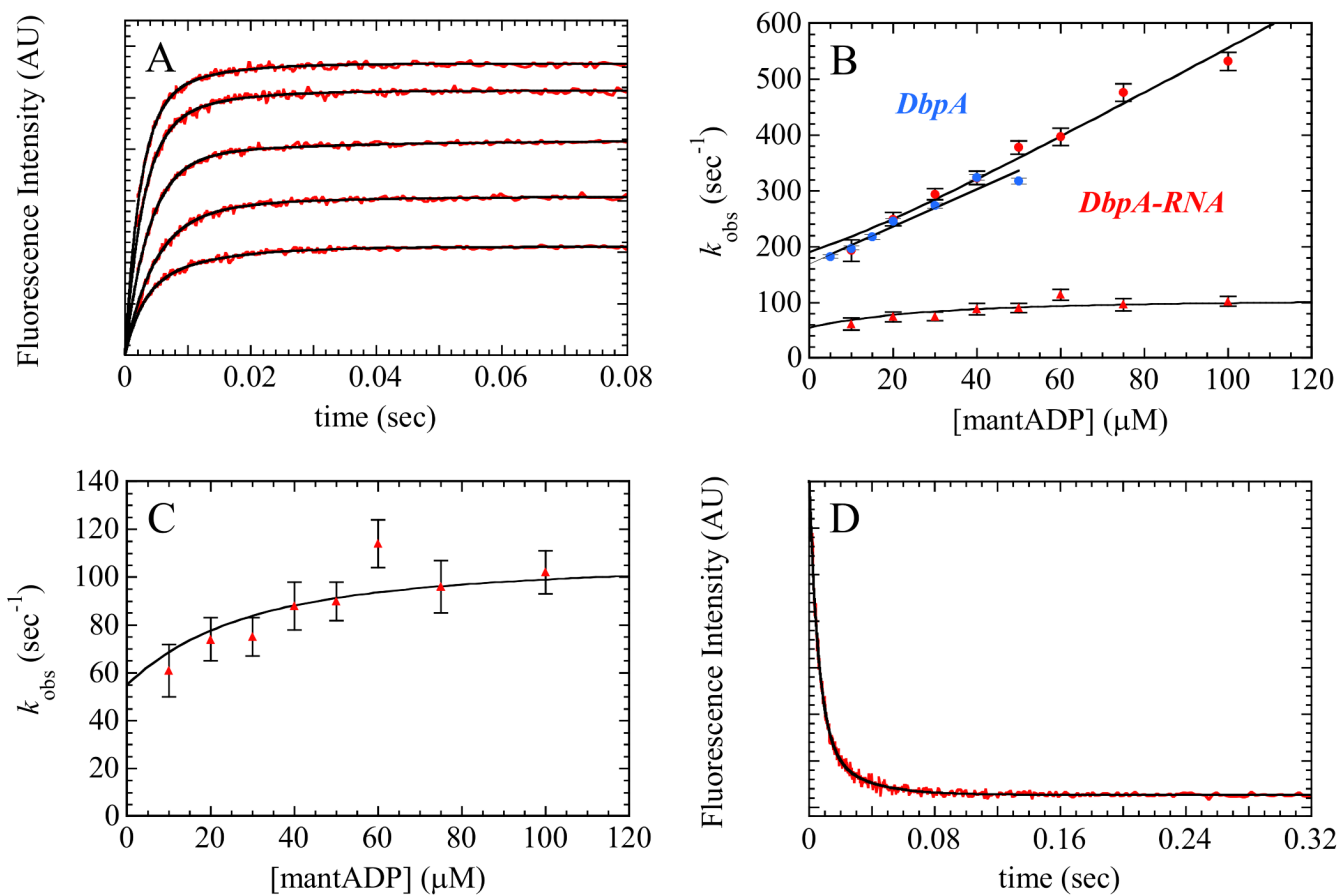 A
Fluorescence Intensity (AU)
0 0.02 0.04 0.06 0.08
time (sec)
B
DbpA
DbpA-RNA
k obs (sec-1)
600
500
400
300
200
100
0
0 20 40 60 80 100 120
[mantADP] (μM)
C
k obs (sec-1)
140
120
100
80
60
40
20
0
0 20 40 60 80 100 120
[mantADP] (μM)
D
Fluorescence Intensity (AU)
0 0.08 0.16 0.24 0.32
time (sec)